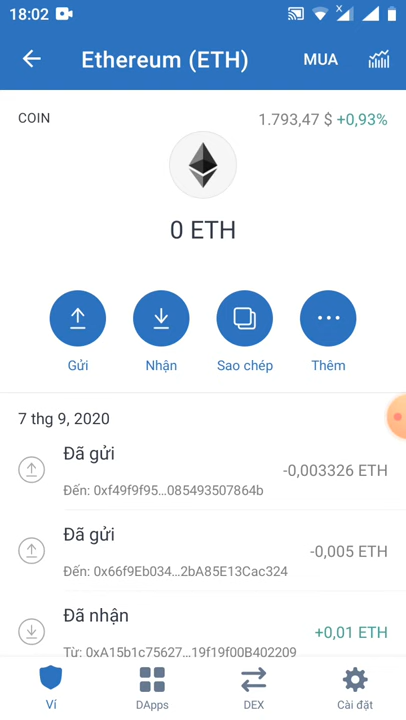 18:02
Ethereum (ETH) MUA
COIN 1.793,47 $ +0,93%
0 ETH
Gửi Nhận Sao chép Thêm
7 thg 9, 2020
Đã gửi
-0,003326 ETH
Đến: 0xf49f9f95...085493507864b
Đã gửi
-0,005 ETH
Đến: 0x66f9Eb034...2bA85E13Cac324
Đã nhận
+0,01 ETH
Từ: 0xA15b1c75627...19f19f00B402209
Ví DApps DEX Cài đặt